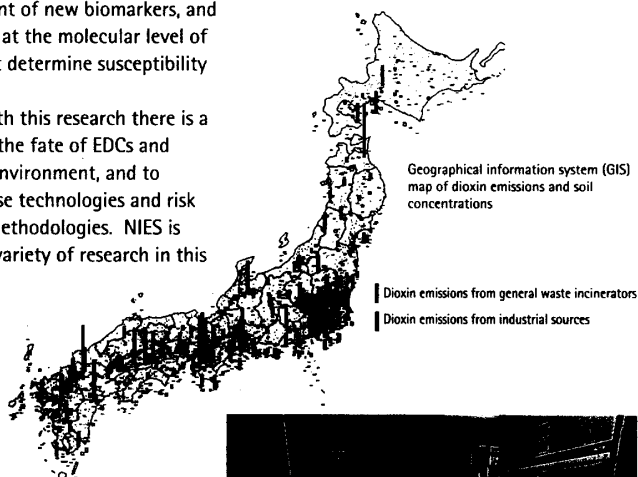 nt of new biomarkers, and
at the molecular level of
t determine susceptibility
th this research there is a
the fate of EDCs and
nvironment, and to
se technologies and risk
ethodologies. NIES is
variety of research in this
Geographical information system (GIS)
map of dioxin emissions and soil
concentrations
Dioxin emissions from general waste incinerators
Dioxin emissions from industrial sources